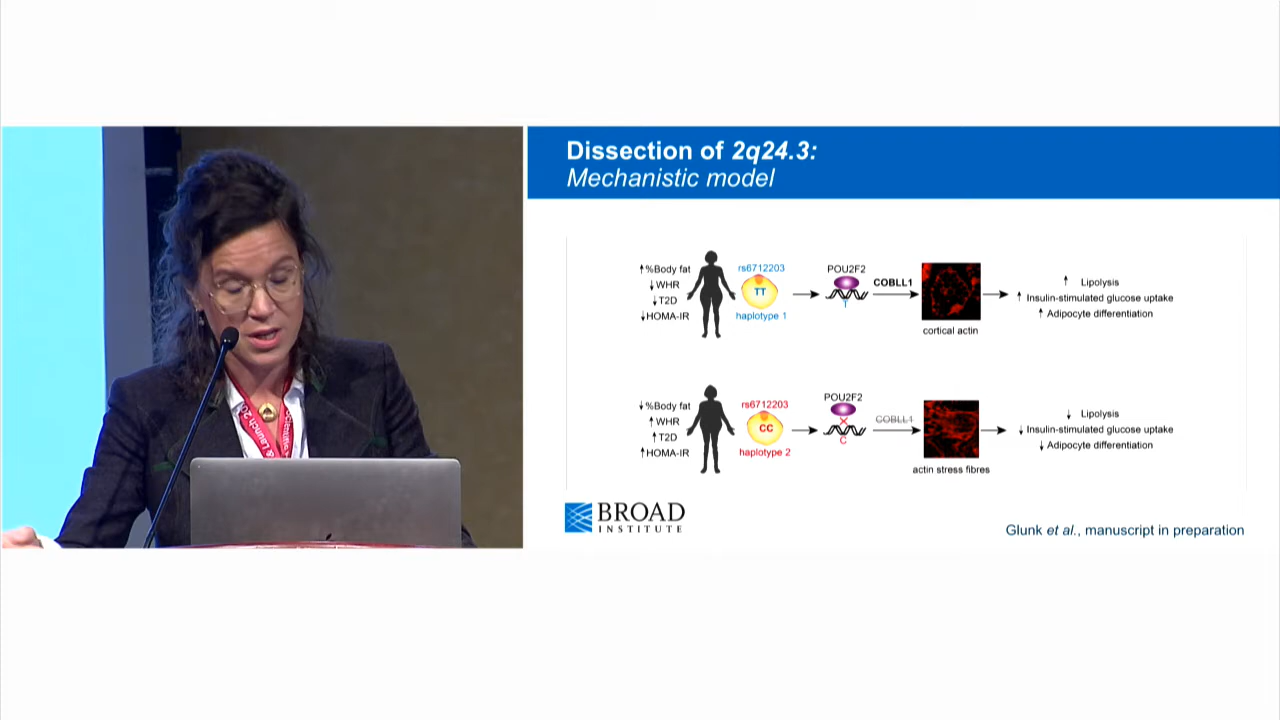 Dissection of 2q24.3:
Mechanistic model
↑%Body fat
↓WHR
↓T2D
↓HOMA-IR
rs6712203
TT
haplotype 1
POU2F2
T
COBLL1
cortical actin
↑ Lipolysis
↑ Insulin-stimulated glucose uptake
↑ Adipocyte differentiation
↓%Body fat
↑WHR
↑T2D
↑HOMA-IR
rs6712203
CC
haplotype 2
POU2F2
X
C
COBLL1
actin stress fibres
↓ Lipolysis
↓ Insulin-stimulated glucose uptake
↓ Adipocyte differentiation
BROAD
INSTITUTE
Glunk et al., manuscript in preparation
& Launch